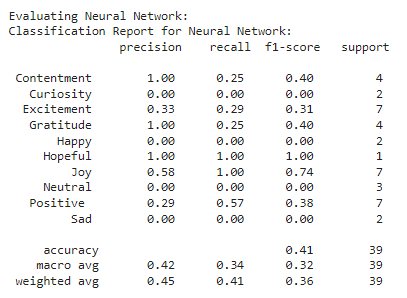 Evaluating Neural Network:
Classification Report for Neural Network:
precision recall f1-score support
Contentment 1.00 0.25 0.40 4
Curiosity 0.00 0.00 0.00 2
Excitement 0.33 0.29 0.31 7
Gratitude 1.00 0.25 0.40 4
Happy 0.00 0.00 0.00 2
Hopeful 1.00 1.00 1.00 1
Joy 0.58 1.00 0.74 7
Neutral 0.00 0.00 0.00 3
Positive 0.29 0.57 0.38 7
Sad 0.00 0.00 0.00 2
accuracy 0.41 39
macro avg 0.42 0.34 0.32 39
weighted avg 0.45 0.41 0.36 39